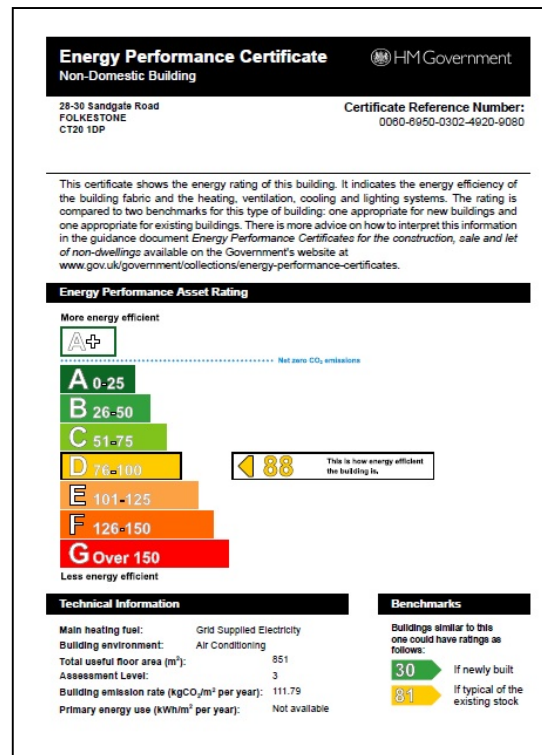 Energy Performance Certificate
HM Government
Non-Domestic Building
28-30 Sandgate Road
FOLKESTONE
CT20 1DP
Certificate Reference Number:
0060-6950-0302-4920-9080
This certificate shows the energy rating of this building. It indicates the energy efficiency of
the building fabric and the heating, ventilation, cooling and lighting systems. The rating is
compared to two benchmarks for this type of building: one appropriate for new buildings and
one appropriate for existing buildings. There is more advice on how to interpret this information
in the guidance document Energy Performance Certificates for the construction, sale and let
of non-dwellings available on the Government's website at
www.gov.uk/government/collections/energy-performance-certificates.
Energy Performance Asset Rating
More energy efficient
A+
Net zero CO₂ emissions
A 0-25
B 26-50
C 51-75
D 76-100
88
This is how energy efficient
the building is.
E 101-125
F 126-150
G Over 150
Less energy efficient
Technical Information
Main heating fuel: Grid Supplied Electricity
Building environment: Air Conditioning
Total useful floor area (m²): 851
Assessment Level: 3
Building emission rate (kgCO₂/m² per year): 111.79
Primary energy use (kWh/m² per year): Not available
Benchmarks
Buildings similar to this
one could have ratings as
follows:
30 If newly built
81 If typical of the
existing stock